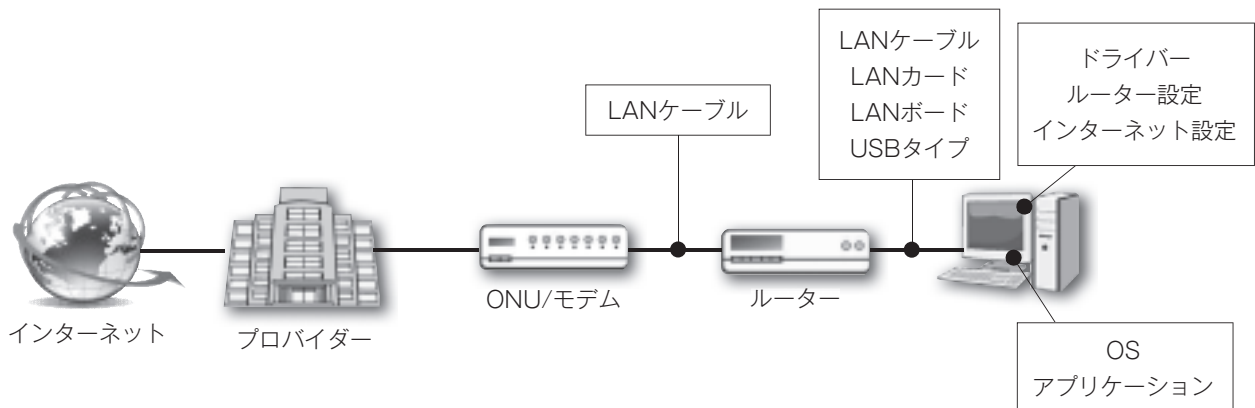 LANケーブル
LANケーブル
LANカード
LANボード
USBタイプ
ドライバー
ルーター設定
インターネット設定
インターネット
プロバイダー
ONU/モデム
ルーター
OS
アプリケーション